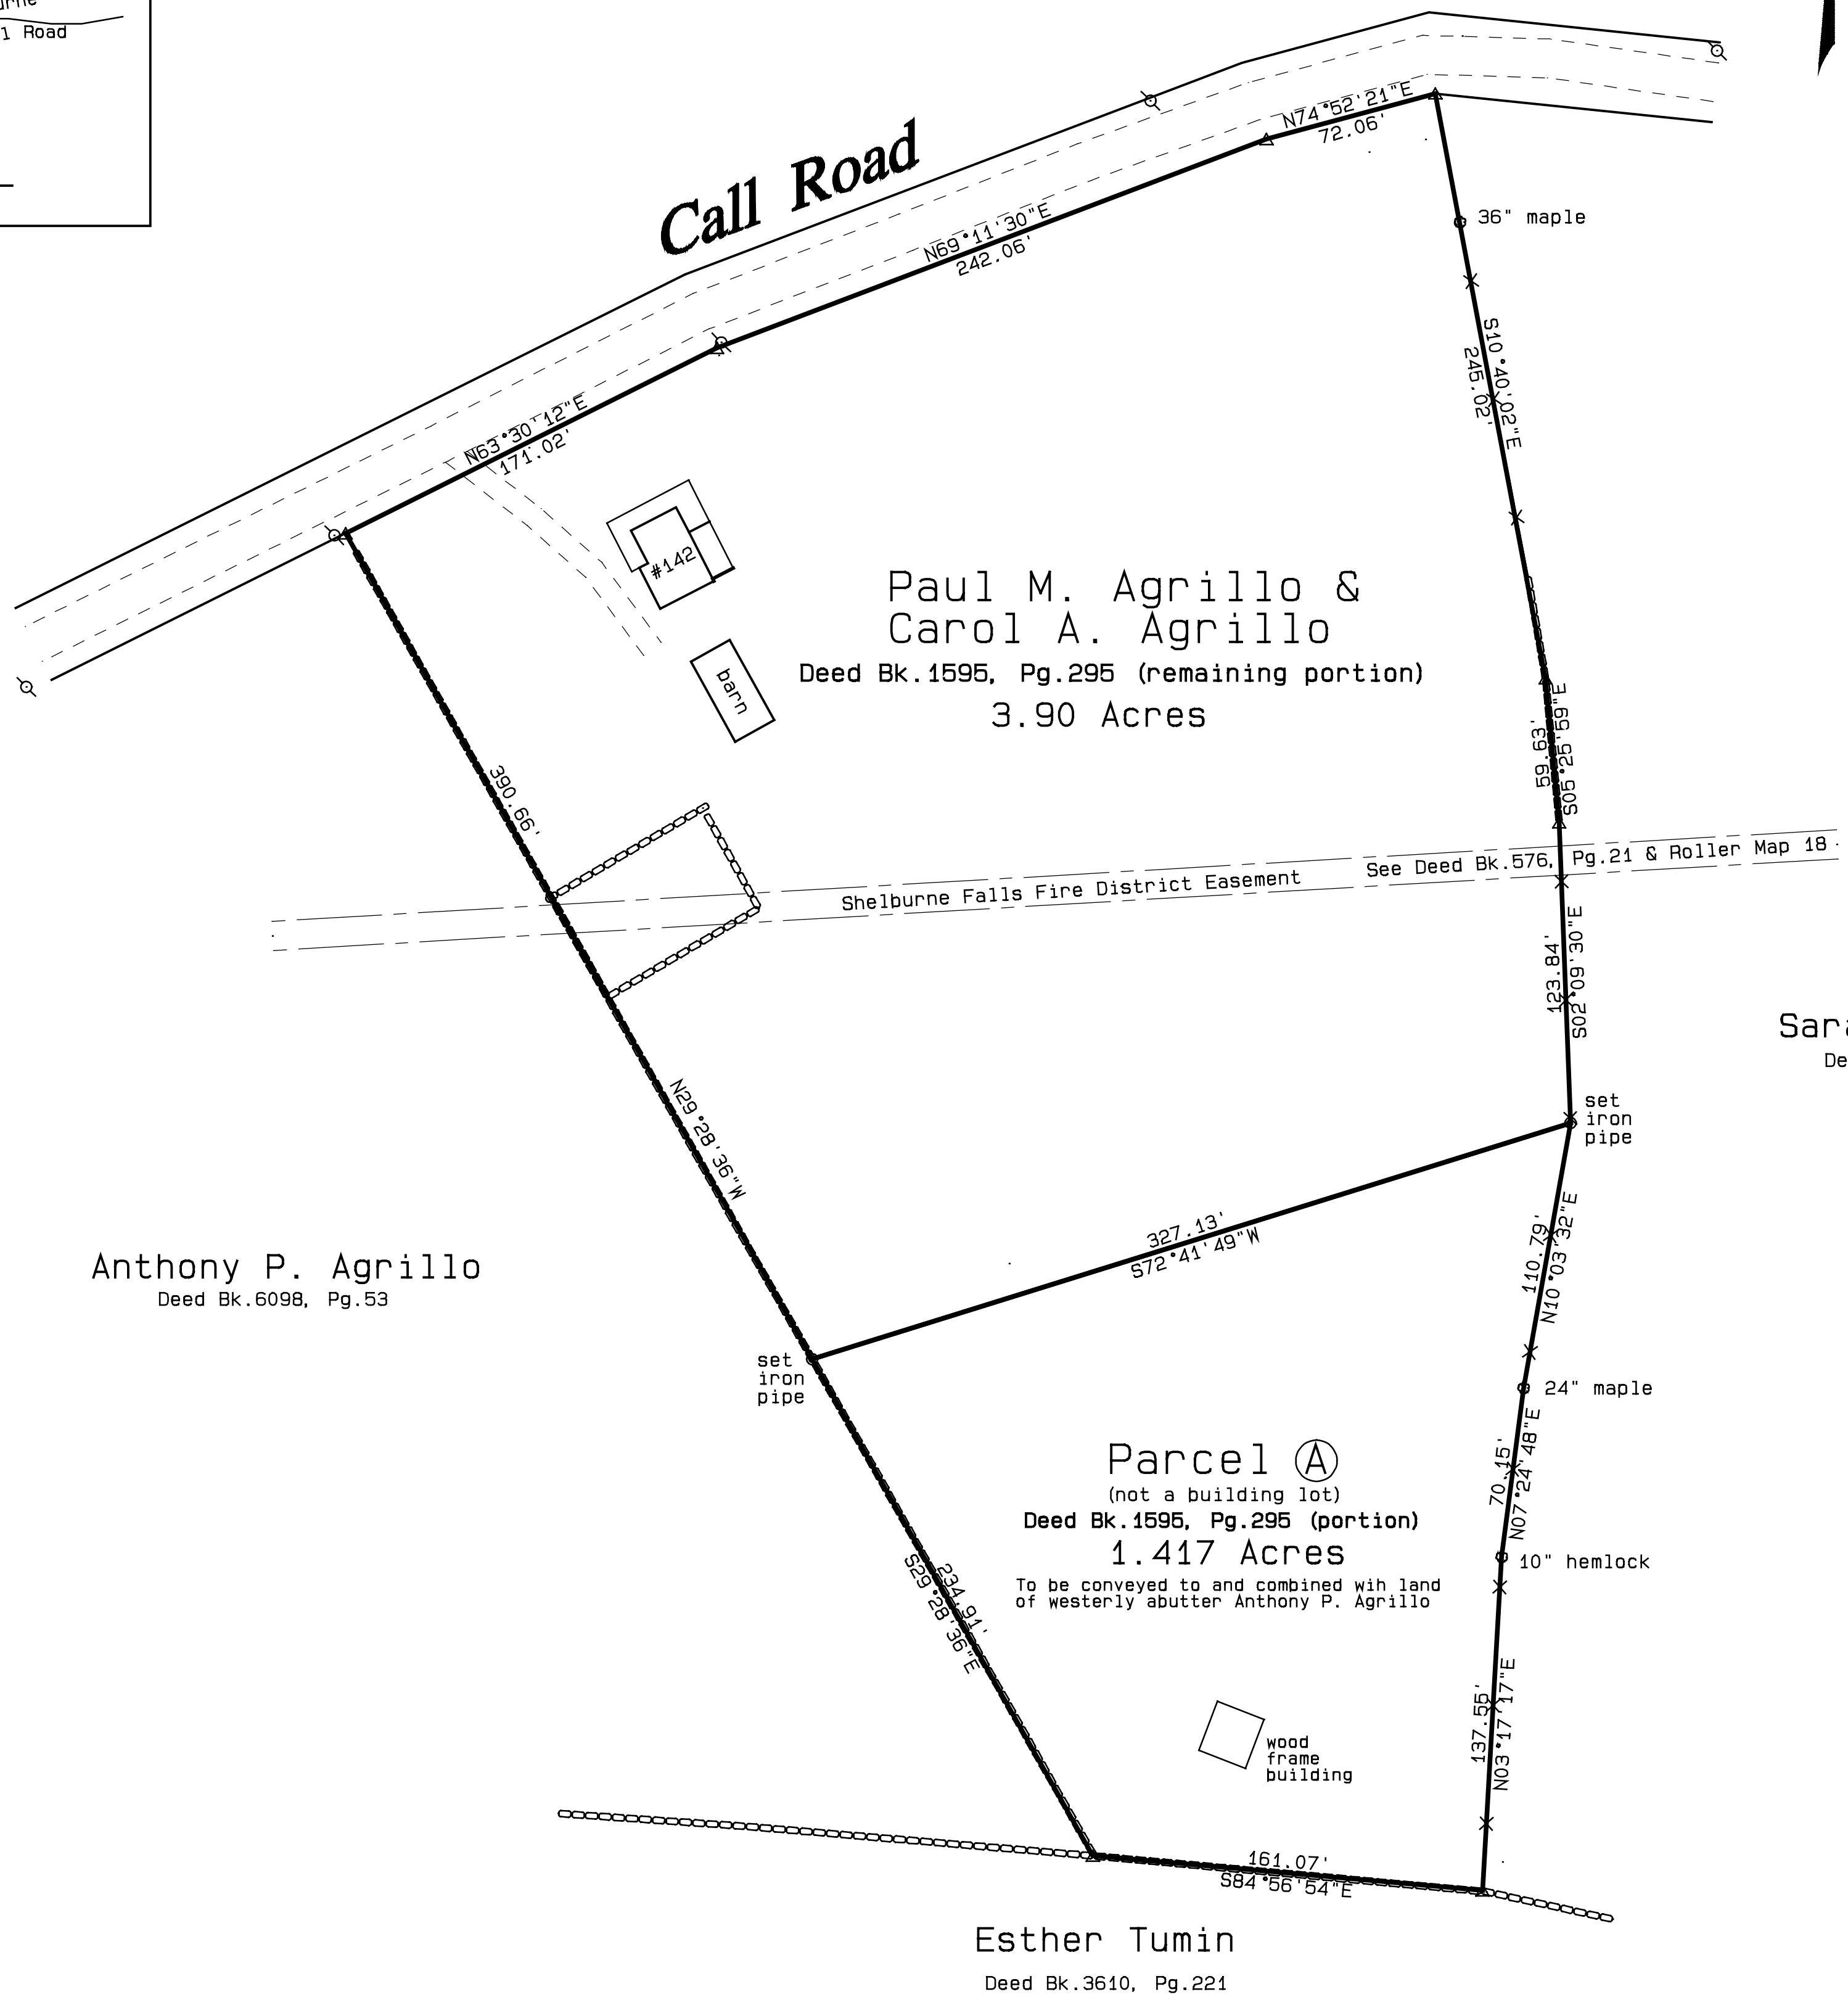 l Road
Call Road
N74°52'21"E
72.06'
N69°11'30"E
242.06'
36" maple
S10°40'02"E
245.02'
N63°30'12"E
171.02'
#142
barn
Paul M. Agrillo &
Carol A. Agrillo
Deed Bk.1595, Pg.295 (remaining portion)
3.90 Acres
59.63'
S05°25'59"E
390.66'
Shelburne Falls Fire District Easement
See Deed Bk.576, Pg.21 & Roller Map 18
123.84'
S02°09'30"E
Sara
De
set
iron
pipe
N29°28'36"W
327.13'
S72°41'49"W
110.79'
N10°03'32"E
Anthony P. Agrillo
Deed Bk.6098, Pg.53
set
iron
pipe
24" maple
70.15'
N07°24'48"E
Parcel A
(not a building lot)
Deed Bk.1595, Pg.295 (portion)
1.417 Acres
To be conveyed to and combined wih land
of westerly abutter Anthony P. Agrillo
10" hemlock
234.91'
S29°28'36"E
137.55'
N03°17'17"E
wood
frame
building
161.07'
S84°56'54"E
Esther Tumin
Deed Bk.3610, Pg.221